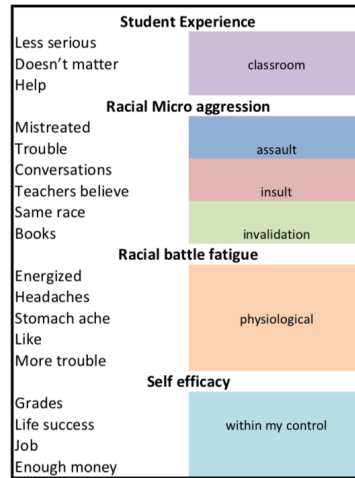 Student Experience
Less serious
Doesn't matter classroom
Help
Racial Micro aggression
Mistreated
Trouble assault
Conversations
Teachers believe insult
Same race
Books invalidation
Racial battle fatigue
Energized
Headaches
Stomach ache physiological
Like
More trouble
Self efficacy
Grades
Life success within my control
Job
Enough money